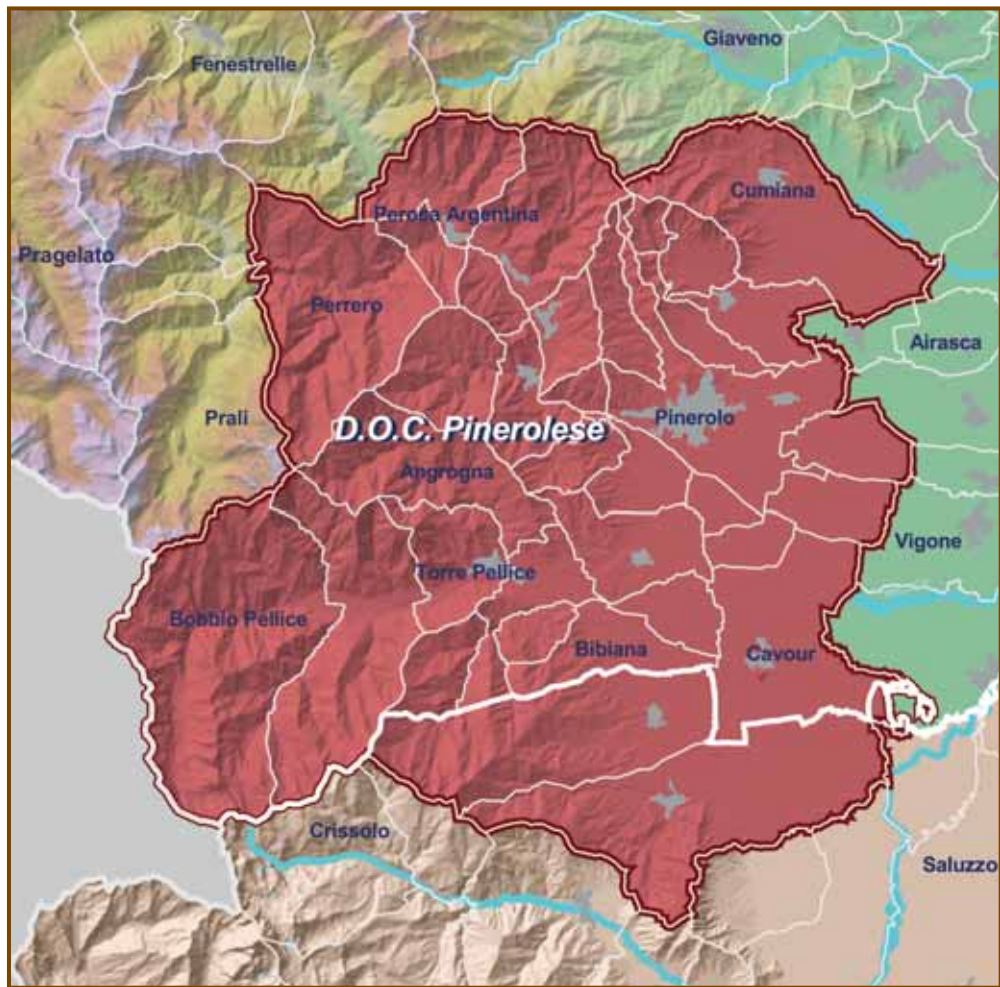 Giaveno
Fenestrelle
Cumiana
Perosa Argentina
Pragelato
Perrero
Airasca
Prali
Pinerolo
D.O.C. Pinerolese
Angrogna
Vigone
Torre Pellice
Bobbio Pellice
Bibiana
Cavour
Crissolo
Saluzzo